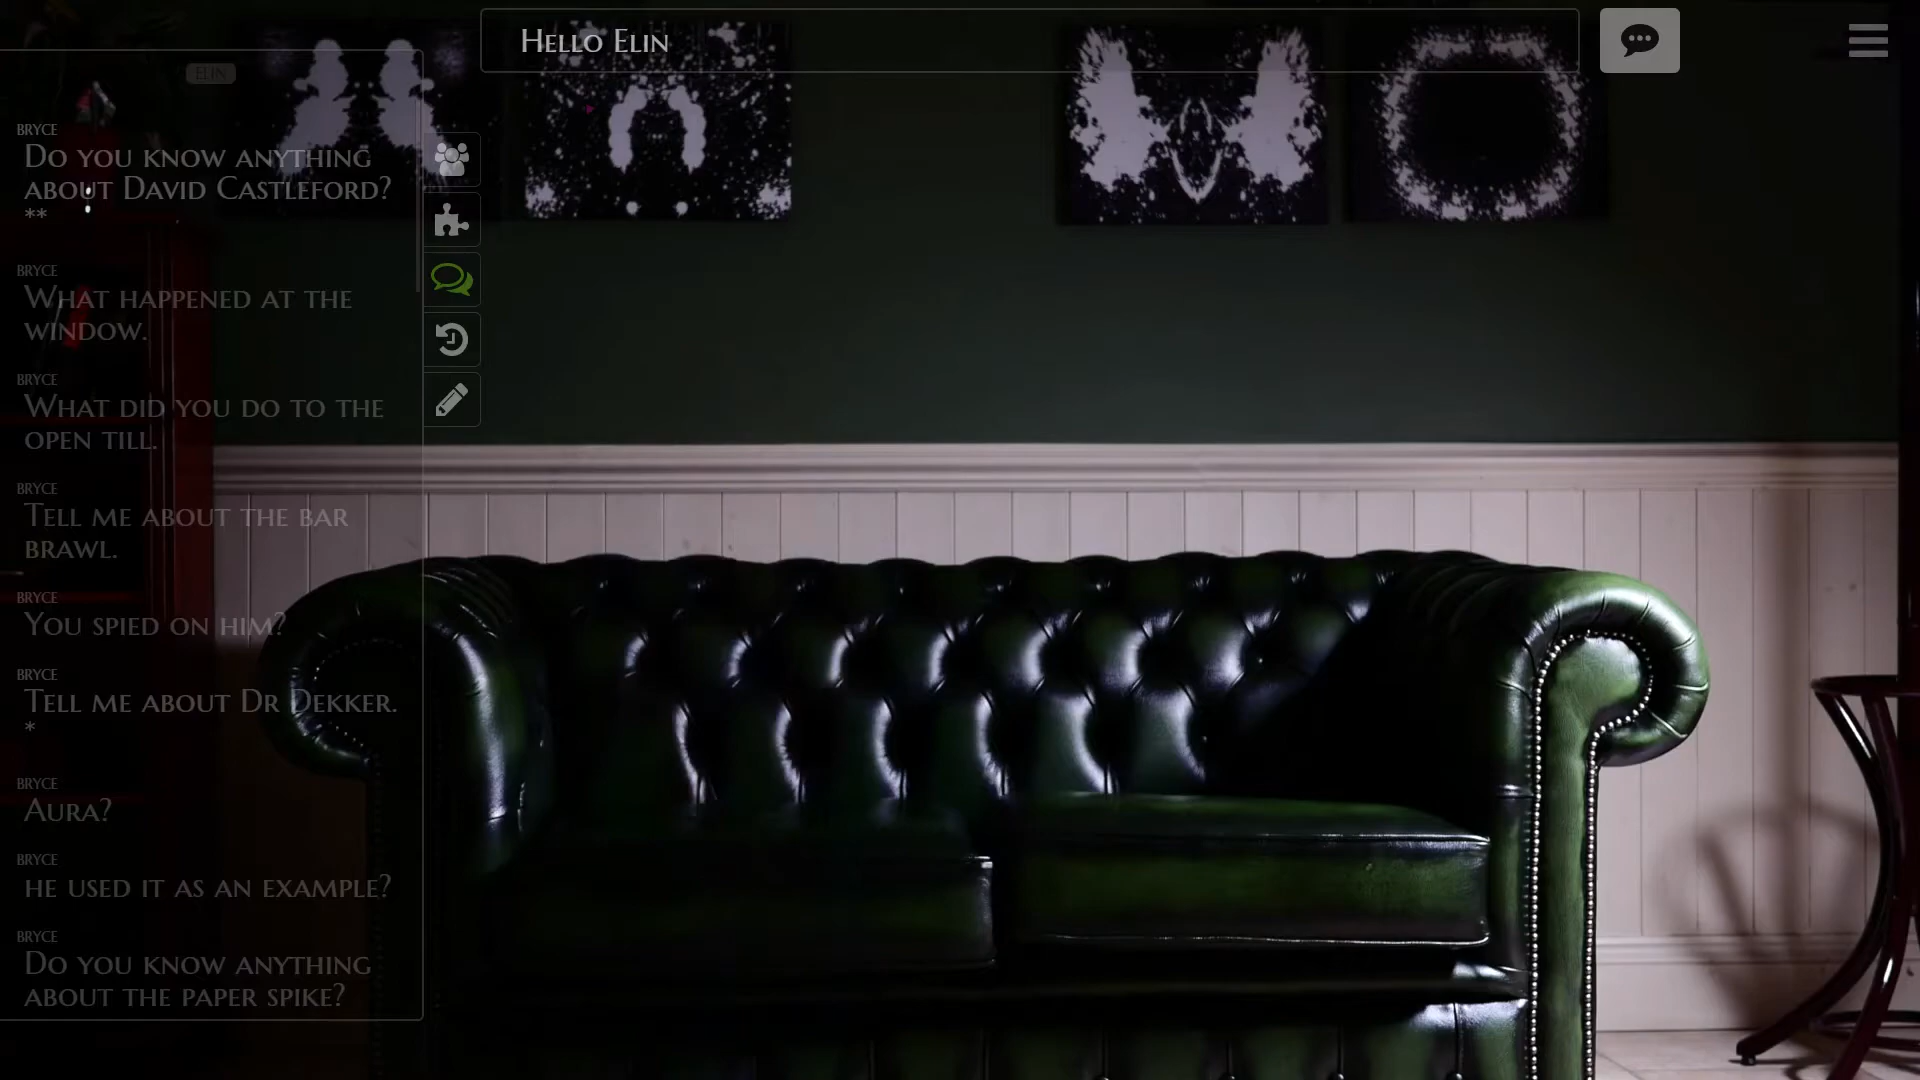 Hello Elin
ELIN
BRYCE
Do you know anything
about David Castleford?
**
BRYCE
What happened at the
window.
BRYCE
What did you do to the
open till.
BRYCE
Tell me about the bar
brawl.
BRYCE
You spied on him?
BRYCE
Tell me about Dr Dekker.
*
BRYCE
Aura?
BRYCE
he used it as an example?
BRYCE
Do you know anything
about the paper spike?